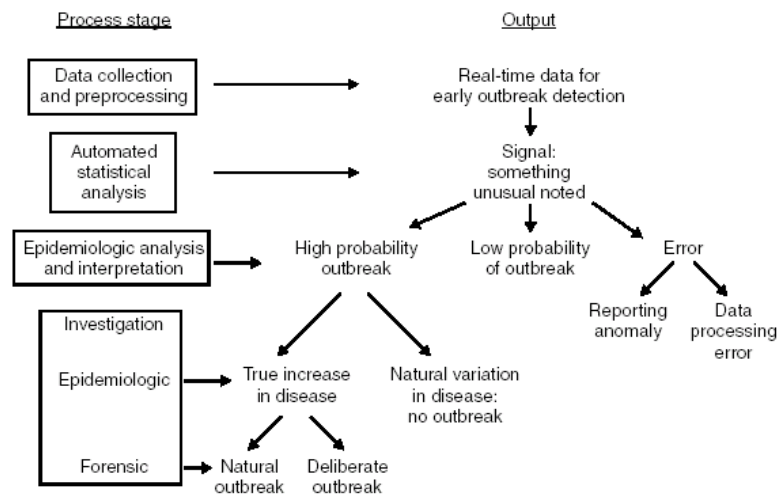 Process stage
Output
Data collection
and preprocessing
Real-time data for
early outbreak detection
Automated
statistical
analysis
Signal:
something
unusual noted
Epidemiologic analysis
and interpretation
High probability
outbreak
Low probability
of outbreak
Error
Reporting
anomaly
Data
processing
error
Investigation
Epidemiologic
True increase
in disease
Natural variation
in disease:
no outbreak
Forensic
Natural
outbreak
Deliberate
outbreak